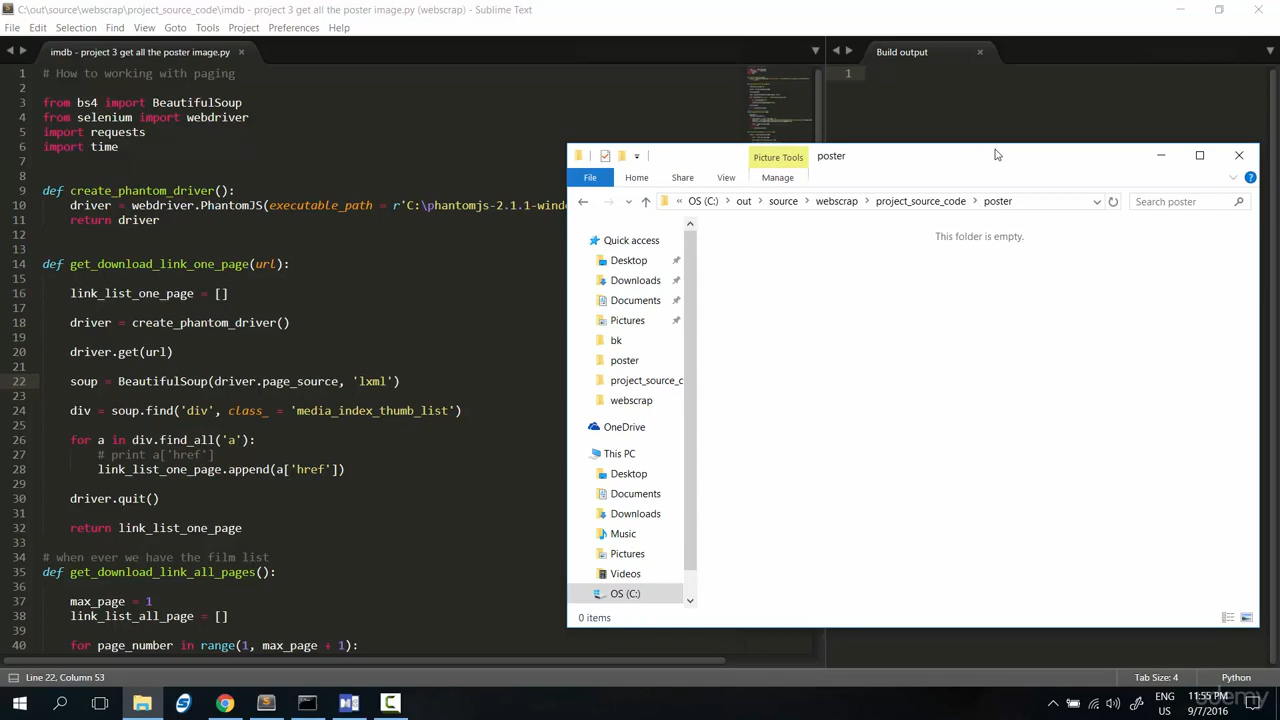 C:\out\source\webscrap\project_source_code\imdb - project 3 get all the poster image.py (webscrap) - Sublime Text
File Edit Selection Find View Goto Tools Project Preferences Help
imdb - project 3 get all the poster image.py
Build output
1 # How to working with paging
2
3 from bs4 import BeautifulSoup
4 from selenium import webdriver
5 import requests
6 import time
7
8
9 def create_phantom_driver():
10 driver = webdriver.PhantomJS(executable_path = r'C:\phantomjs-2.1.1-windo
11 return driver
12
13
14 def get_download_link_one_page(url):
15
16 link_list_one_page = []
17
18 driver = create_phantom_driver()
19
20 driver.get(url)
21
22 soup = BeautifulSoup(driver.page_source, 'lxml')
23
24 div = soup.find('div', class_ = 'media_index_thumb_list')
25
26 for a in div.find_all('a'):
27 # print a['href']
28 link_list_one_page.append(a['href'])
29
30 driver.quit()
31
32 return link_list_one_page
33
34 # when ever we have the film list
35 def get_download_link_all_pages():
36
37 max_page = 1
38 link_list_all_page = []
39
40 for page_number in range(1, max_page + 1):
1
Picture Tools
poster
File Home Share View Manage
« OS (C:) out source webscrap project_source_code poster
Search poster
Quick access
Desktop
Downloads
Documents
Pictures
bk
poster
project_source_c
webscrap
OneDrive
This PC
Desktop
Documents
Downloads
Music
Pictures
Videos
OS (C:)
This folder is empty.
0 items
Line 22, Column 53
Tab Size: 4
Python
ENG
US
11:55 PM
9/7/2016
udemy